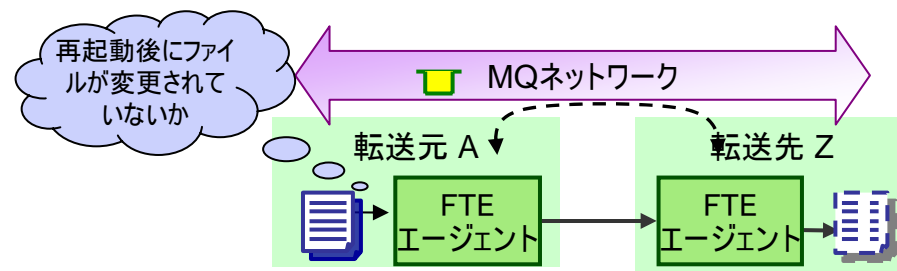 再起動後にファイ
ルが変更されて
いないか
MQネットワーク
転送元 A
転送先 Z
FTE
エージェント
FTE
エージェント